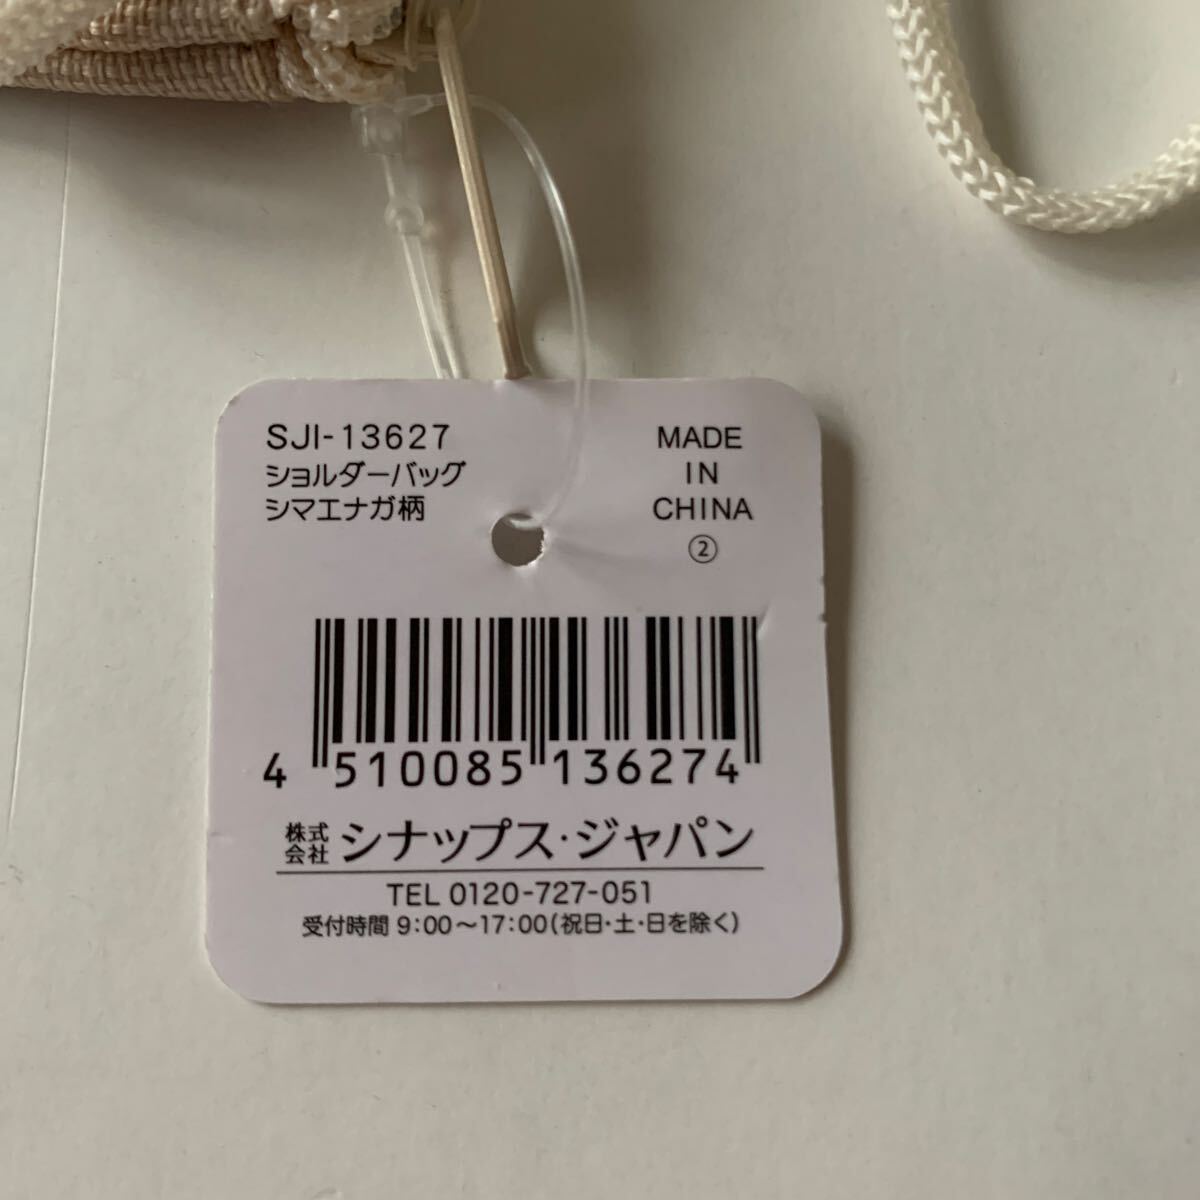 SJI-13627
ショルダーバッグ
シマエナガ柄
MADE
IN
CHINA
②
4 510085 136274
株式会社 シナップス・ジャパン
TEL 0120-727-051
受付時間 9:00～17:00(祝日・土・日を除く)